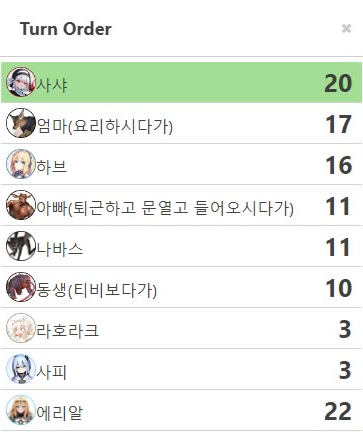 Turn Order
사샤 20
엄마(요리하시다가) 17
하브 16
아빠(퇴근하고 문열고 들어오시다가) 11
나바스 11
동생(티비보다가) 10
라호라크 3
사피 3
에리알 22